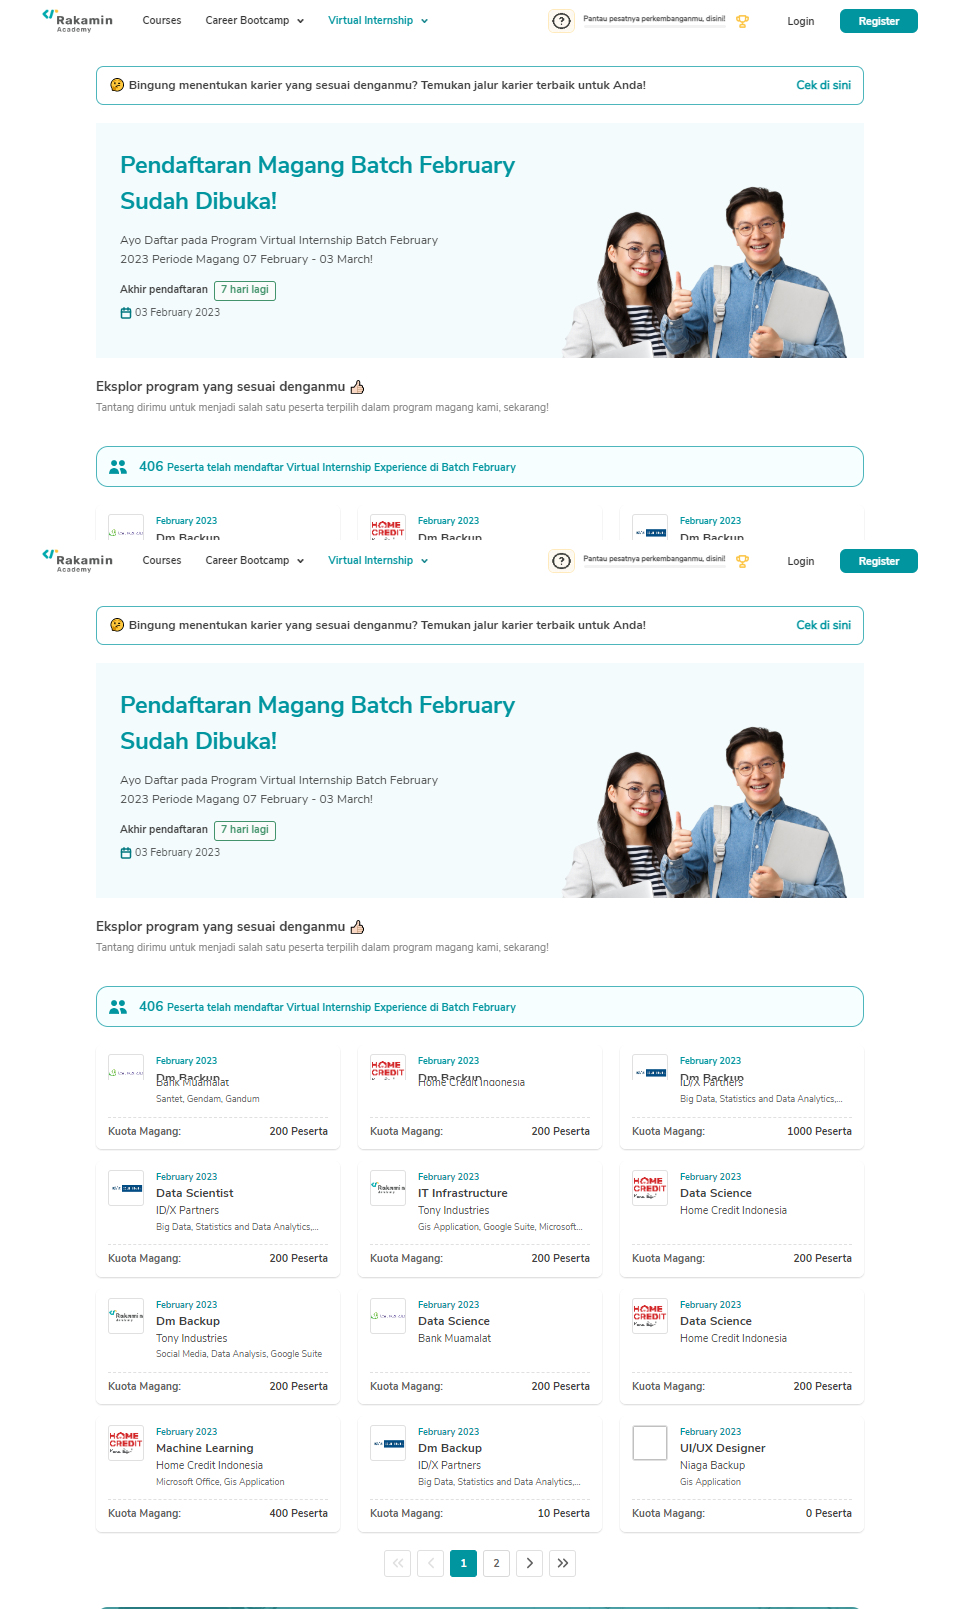 Rakamin
Academy
Courses
Career Bootcamp
Virtual Internship
Pantau pesatnya perkembanganmu, disini!
Login
Register
Bingung menentukan karier yang sesuai denganmu? Temukan jalur karier terbaik untuk Anda!
Cek di sini
Pendaftaran Magang Batch February
Sudah Dibuka!
Ayo Daftar pada Program Virtual Internship Batch February
2023 Periode Magang 07 February - 03 March!
Akhir pendaftaran 7 hari lagi
03 February 2023
Eksplor program yang sesuai denganmu
Tantang dirimu untuk menjadi salah satu peserta terpilih dalam program magang kami, sekarang!
406 Peserta telah mendaftar Virtual Internship Experience di Batch February
February 2023
Dm Backup
HOME
CREDIT
February 2023
Dm Backup
February 2023
Dm Backup
Rakamin
Academy
Courses
Career Bootcamp
Virtual Internship
Pantau pesatnya perkembanganmu, disini!
Login
Register
Bingung menentukan karier yang sesuai denganmu? Temukan jalur karier terbaik untuk Anda!
Cek di sini
Pendaftaran Magang Batch February
Sudah Dibuka!
Ayo Daftar pada Program Virtual Internship Batch February
2023 Periode Magang 07 February - 03 March!
Akhir pendaftaran 7 hari lagi
03 February 2023
Eksplor program yang sesuai denganmu
Tantang dirimu untuk menjadi salah satu peserta terpilih dalam program magang kami, sekarang!
406 Peserta telah mendaftar Virtual Internship Experience di Batch February
February 2023
Dm Backup
Bank Muamalat
Santet, Gendam, Gandum
Kuota Magang: 200 Peserta
HOME
CREDIT
February 2023
Dm Backup
Home Credit Indonesia
Kuota Magang: 200 Peserta
February 2023
Dm Backup
ID/X Partners
Big Data, Statistics and Data Analytics,...
Kuota Magang: 1000 Peserta
February 2023
Data Scientist
ID/X Partners
Big Data, Statistics and Data Analytics,...
Kuota Magang: 200 Peserta
Rakamin
February 2023
IT Infrastructure
Tony Industries
Gis Application, Google Suite, Microsoft...
Kuota Magang: 200 Peserta
HOME
CREDIT
February 2023
Data Science
Home Credit Indonesia
Kuota Magang: 200 Peserta
Rakamin
February 2023
Dm Backup
Tony Industries
Social Media, Data Analysis, Google Suite
Kuota Magang: 200 Peserta
February 2023
Data Science
Bank Muamalat
Kuota Magang: 200 Peserta
HOME
CREDIT
February 2023
Data Science
Home Credit Indonesia
Kuota Magang: 200 Peserta
HOME
CREDIT
February 2023
Machine Learning
Home Credit Indonesia
Microsoft Office, Gis Application
Kuota Magang: 400 Peserta
February 2023
Dm Backup
ID/X Partners
Big Data, Statistics and Data Analytics,...
Kuota Magang: 10 Peserta
February 2023
UI/UX Designer
Niaga Backup
Gis Application
Kuota Magang: 0 Peserta
1
2